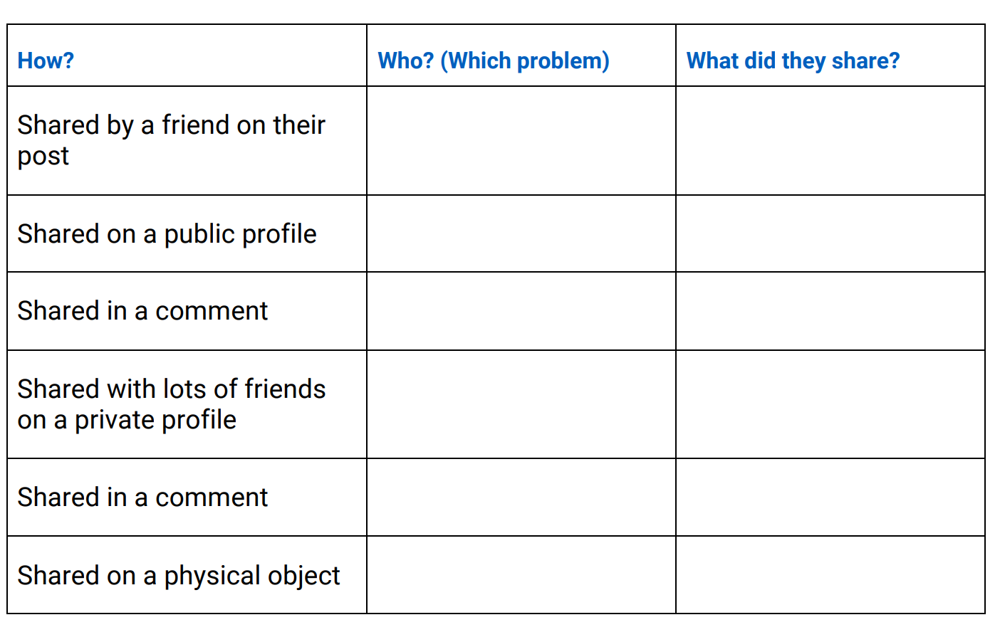 How?
Who? (Which problem)
What did they share?
Shared by a friend on their
post
Shared on a public profile
Shared in a comment
Shared with lots of friends
on a private profile
Shared in a comment
Shared on a physical object